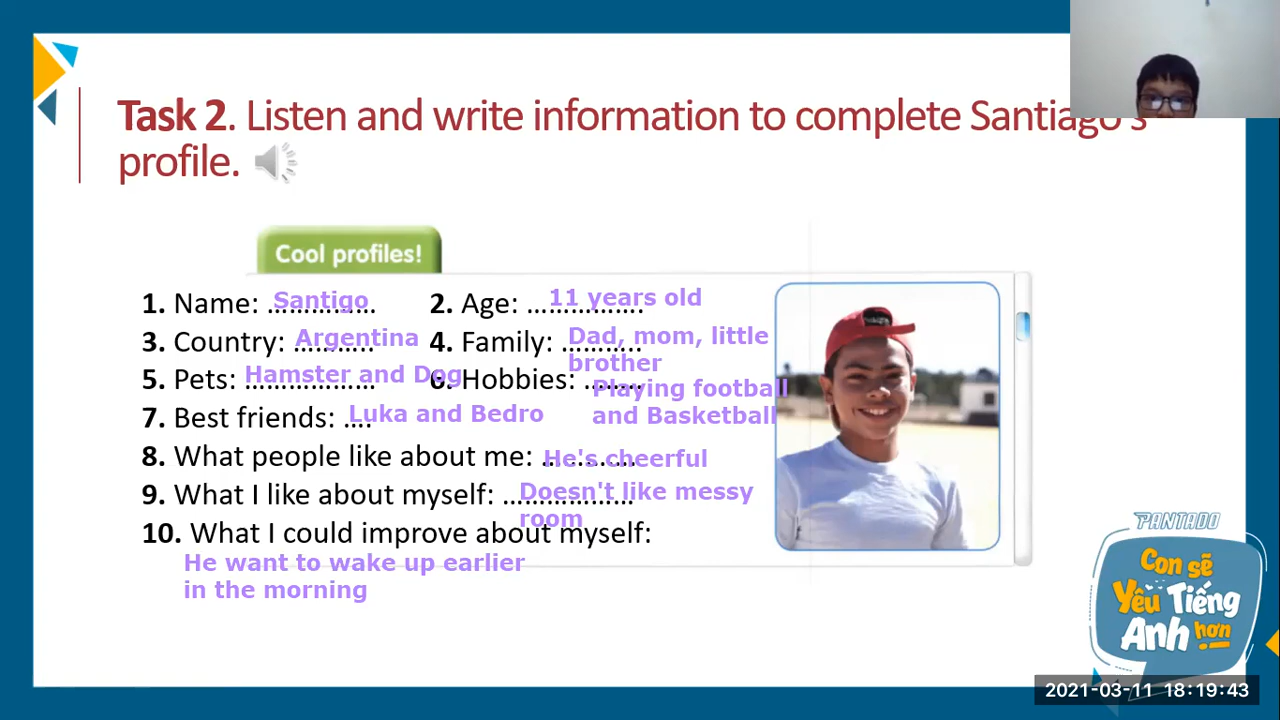 Task 2. Listen and write information to complete Santiago's
profile.
Cool profiles!
1. Name: ............... Santigo 2. Age: ................ 11 years old
3. Country: ........... Argentina 4. Family: ........... Dad, mom, little
brother
5. Pets: .................. Hamster and Dog 6. Hobbies: ........ Playing football
and Basketball
7. Best friends: .... Luka and Bedro
8. What people like about me: ............. He's cheerful
9. What I like about myself: .................. Doesn't like messy
room
10. What I could improve about myself:
He want to wake up earlier
in the morning
PANTADO
Con sẽ
Yêu Tiếng
Anh hơn
2021-03-11 18:19:43